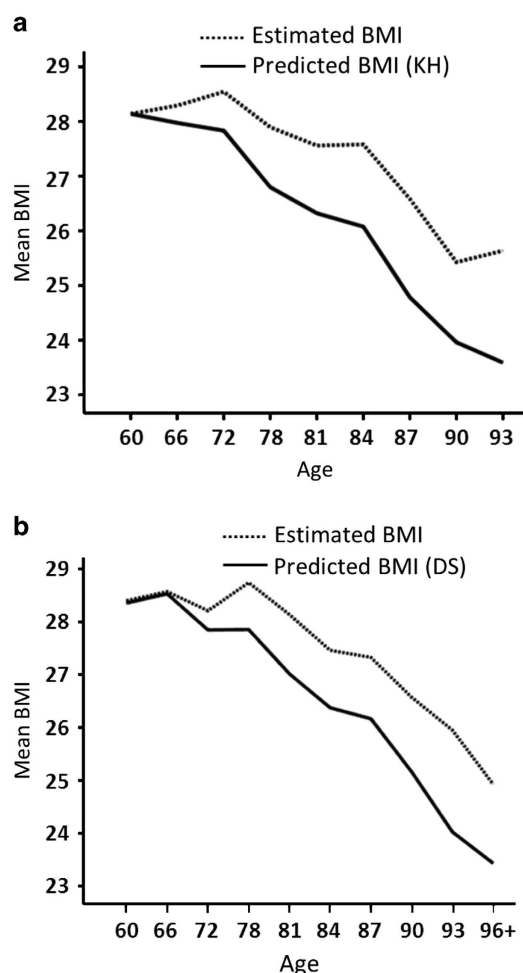 a
Estimated BMI
Predicted BMI (KH)
29
28
27
26
25
24
23
Mean BMI
60 66 72 78 81 84 87 90 93
Age
b
Estimated BMI
Predicted BMI (DS)
29
28
27
26
25
24
23
Mean BMI
60 66 72 78 81 84 87 90 93 96+
Age